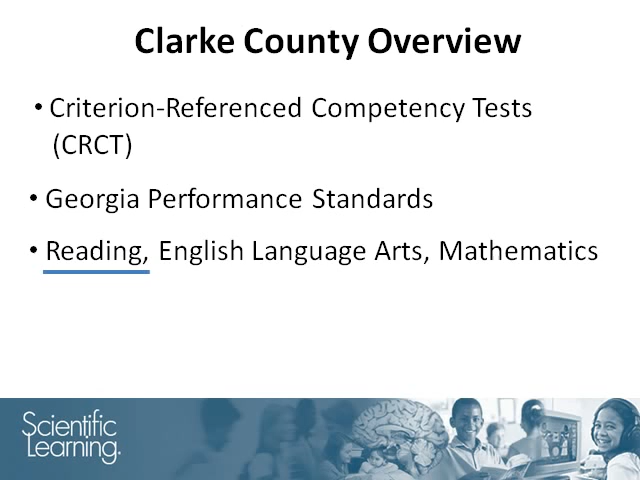 Clarke County Overview
• Criterion-Referenced Competency Tests
(CRCT)
• Georgia Performance Standards
• Reading, English Language Arts, Mathematics
Scientific
Learning.